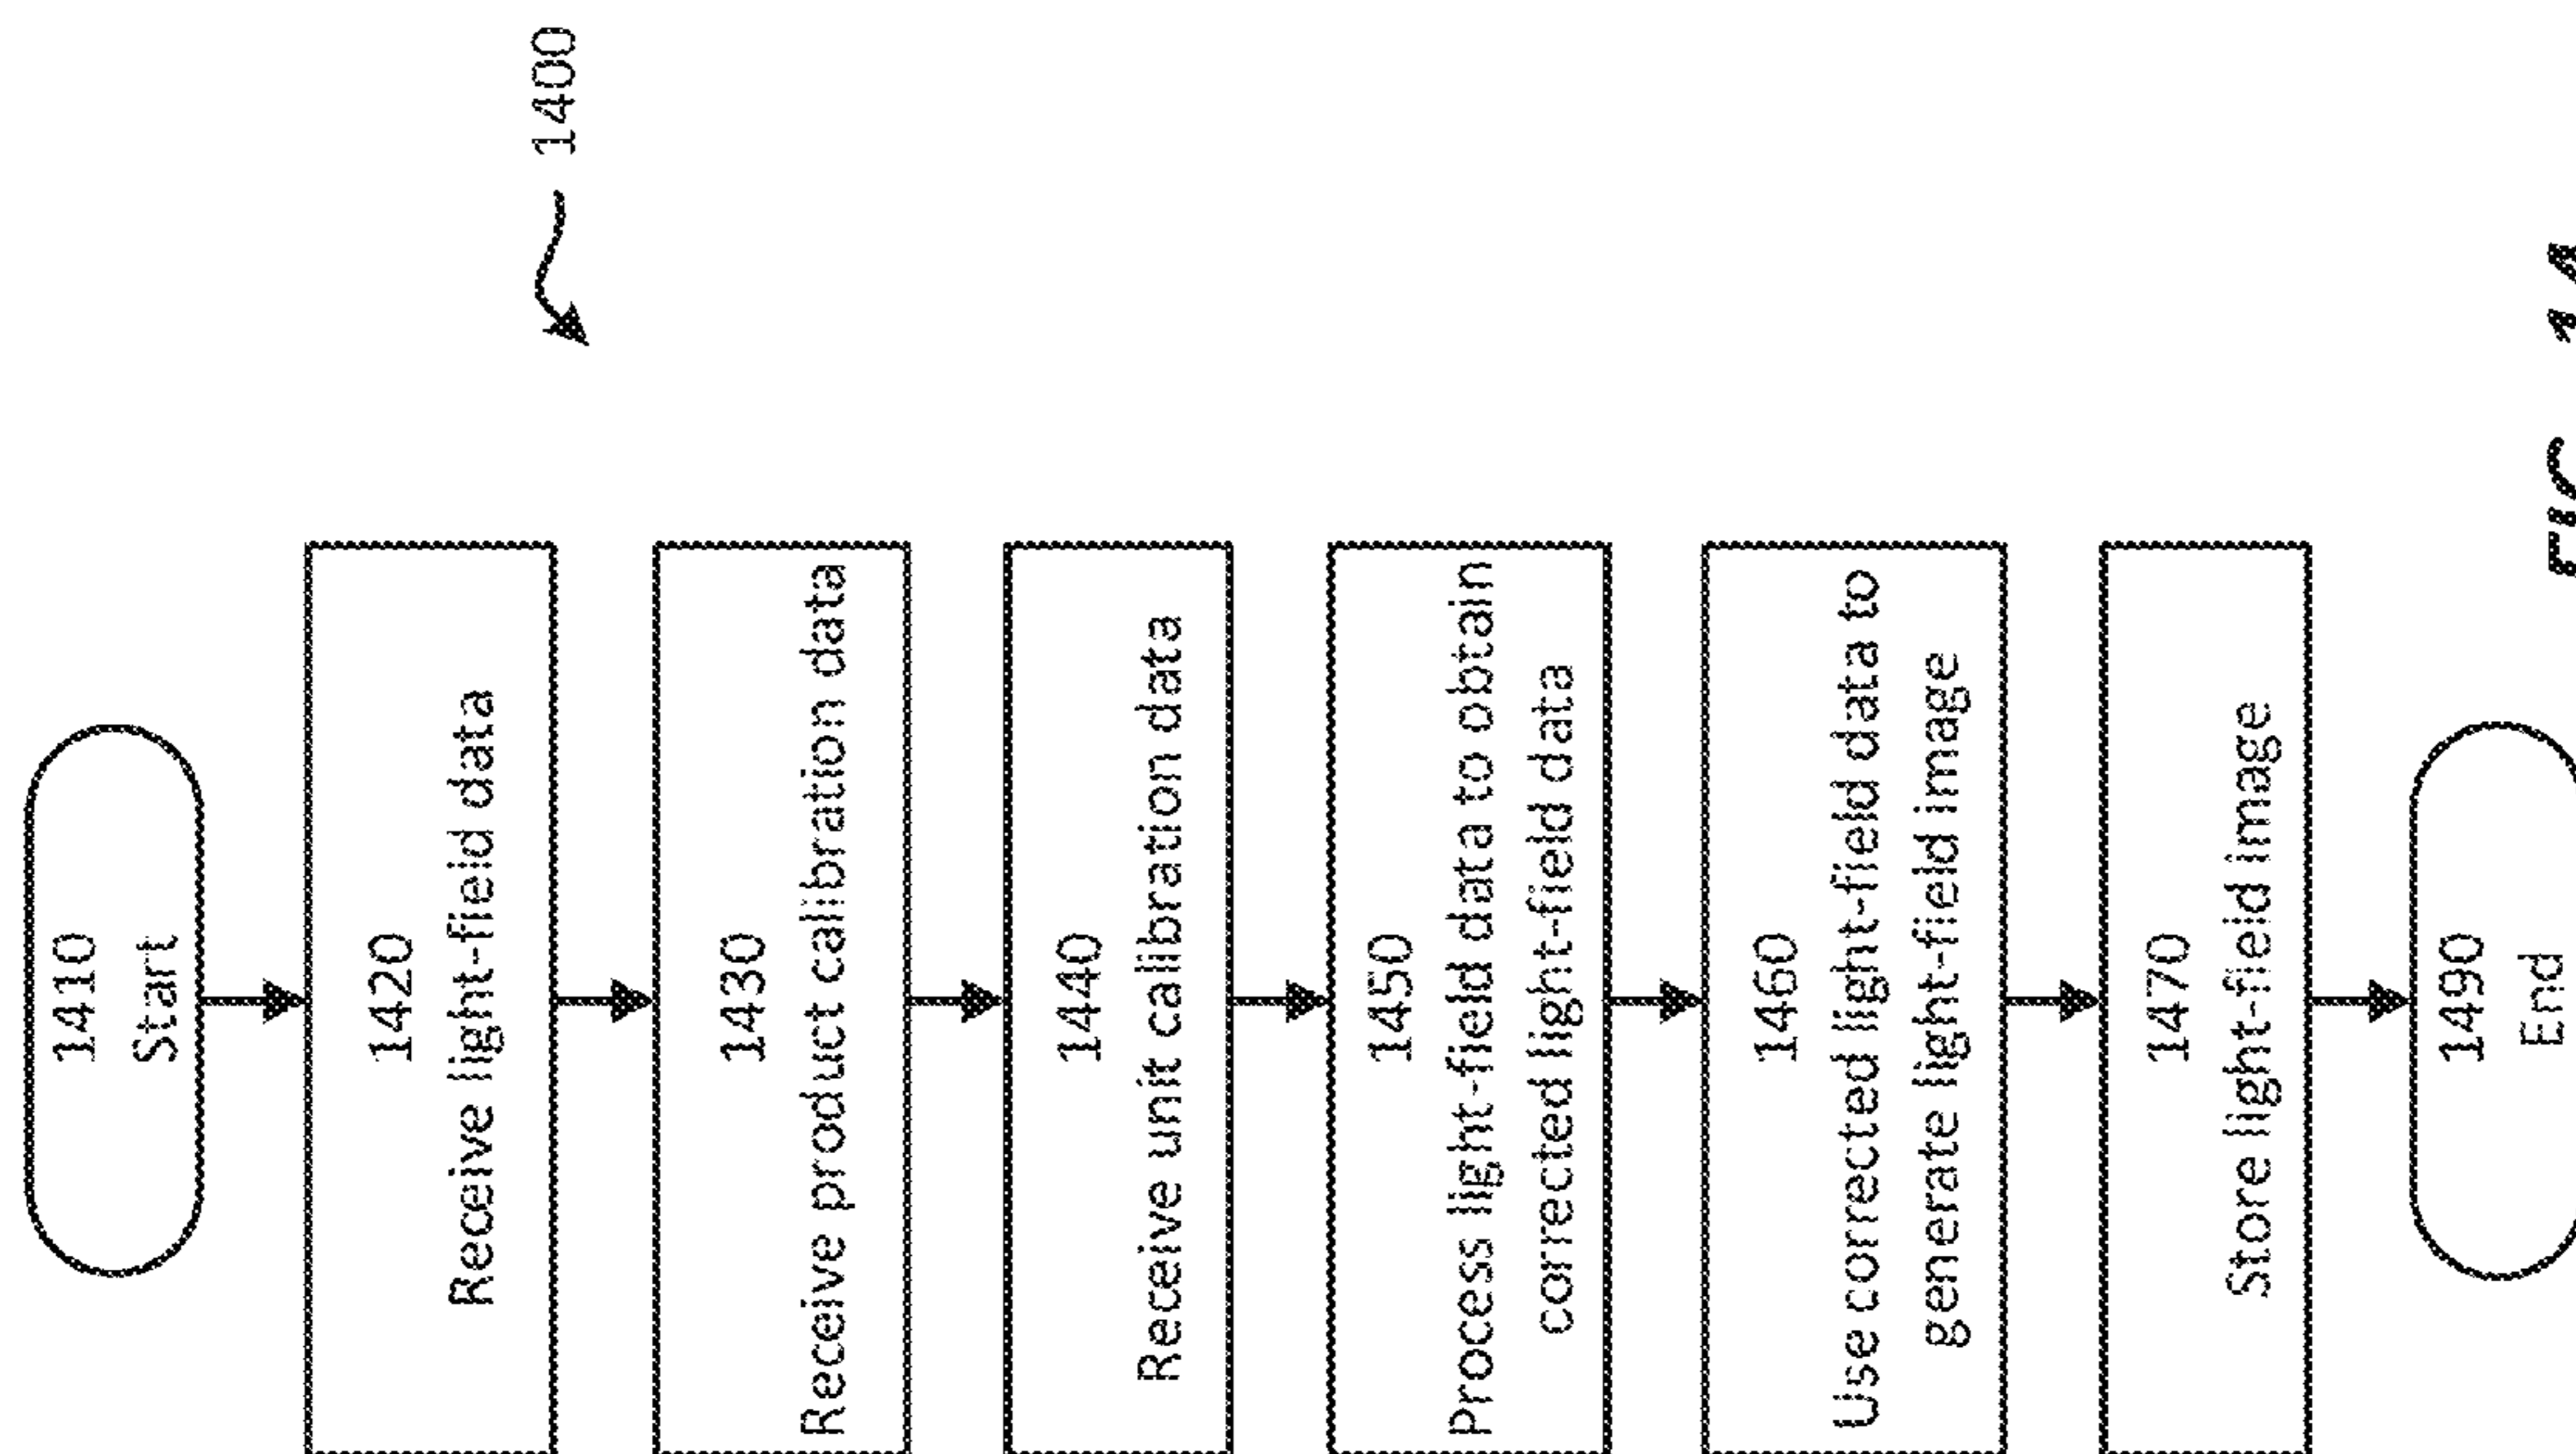 1400
1410
Start
1420
Receive light-field data
1430
Receive product calibration data
1440
Receive unit calibration data
1450
Process light-field data to obtain
corrected light-field data
1460
Use corrected light-field data to
generate light-field image
1470
Store light-field image
1490
End